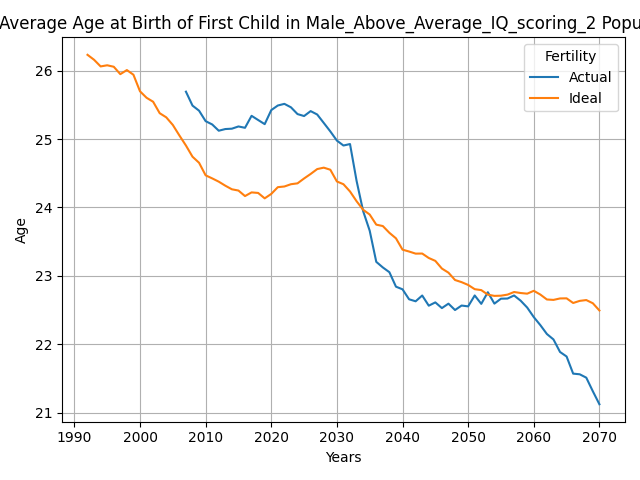 Average Age at Birth of First Child in Male_Above_Average_IQ_scoring_2 Popu
Fertility
Actual
Ideal
Age
26
25
24
23
22
21
1990 2000 2010 2020 2030 2040 2050 2060 2070
Years